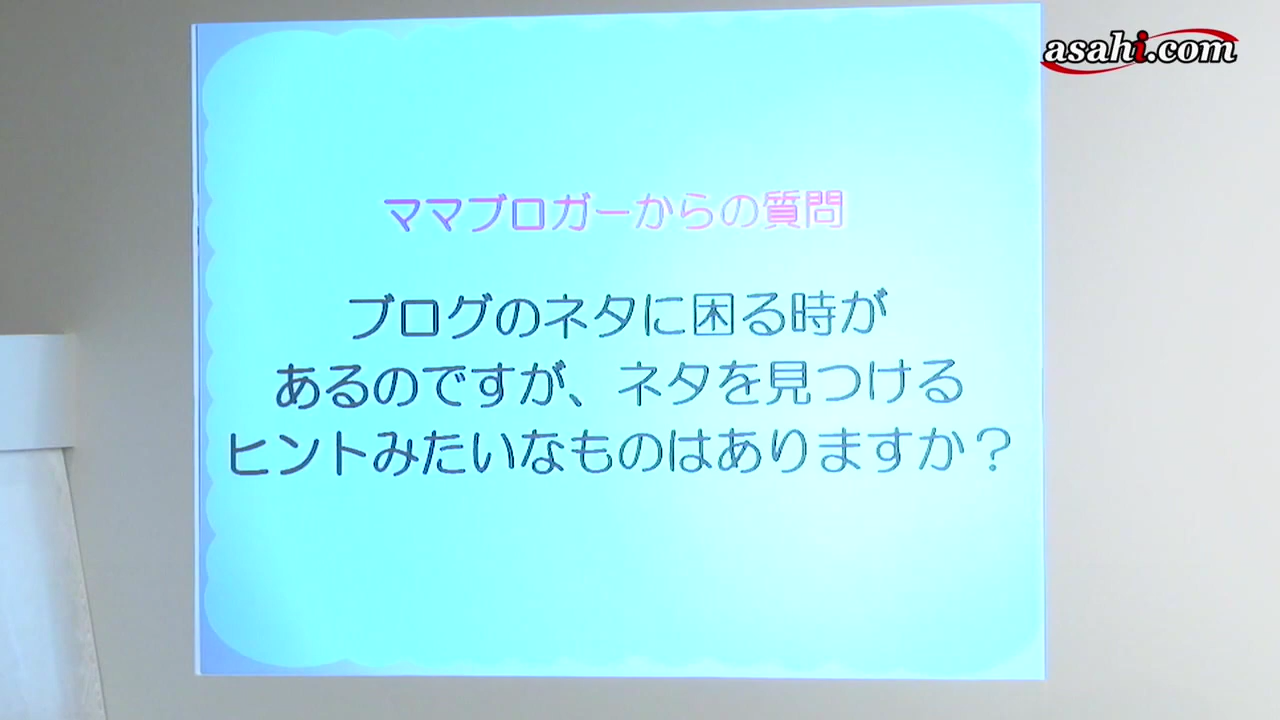 asahi.com
ママブロガーからの質問
ブログのネタに困る時が
あるのですが、ネタを見つける
ヒントみたいなものはありますか？